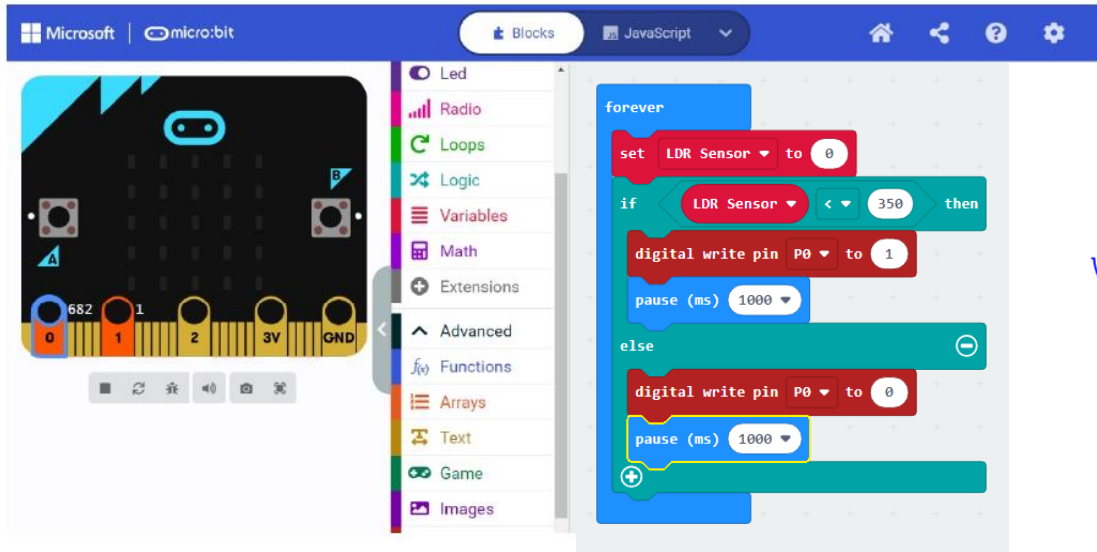 Microsoft | micro:bit
Blocks
JavaScript
Led
Radio
Loops
Logic
Variables
Math
Extensions
Advanced
Functions
Arrays
Text
Game
Images
A
B
682
1
0
1
2
3V
GND
forever
set LDR Sensor to 0
if LDR Sensor < 350 then
digital write pin P0 to 1
pause (ms) 1000
else
digital write pin P0 to 0
pause (ms) 1000